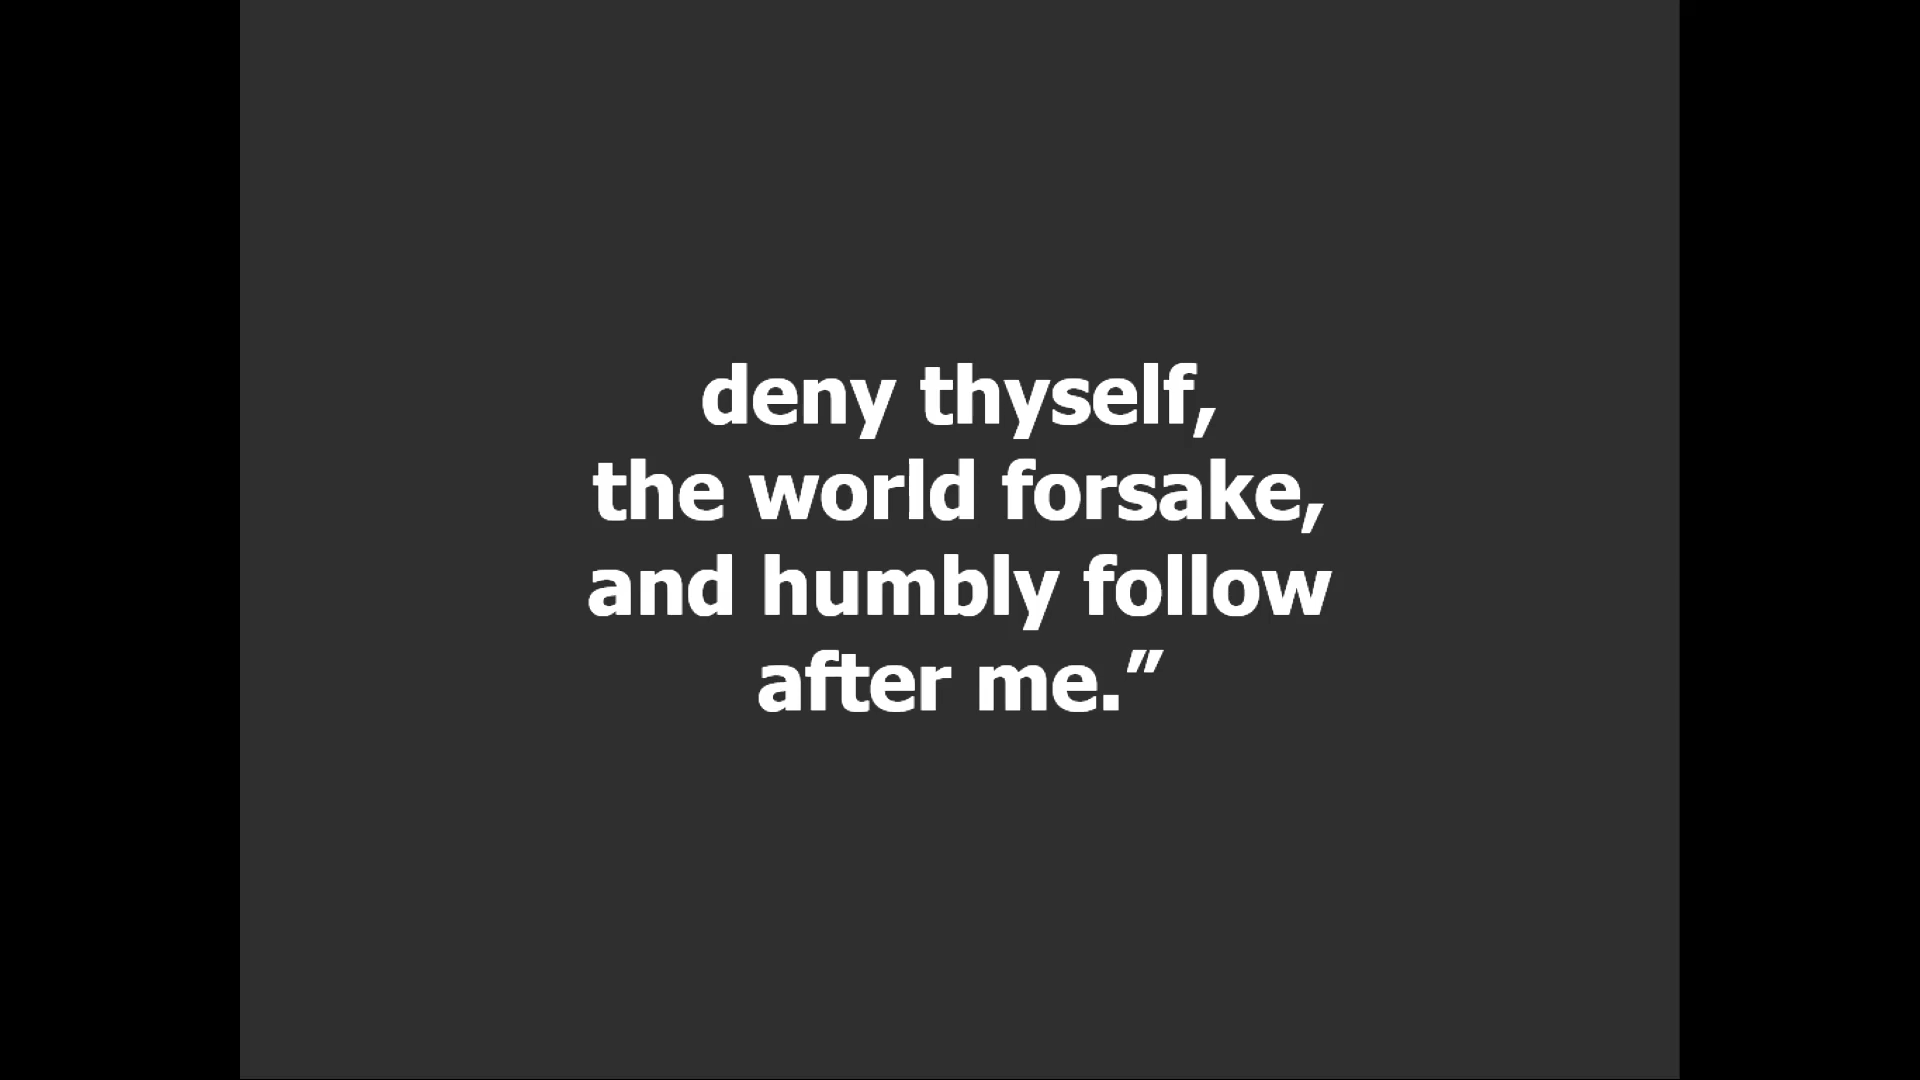 deny thyself,
the world forsake,
and humbly follow
after me.”